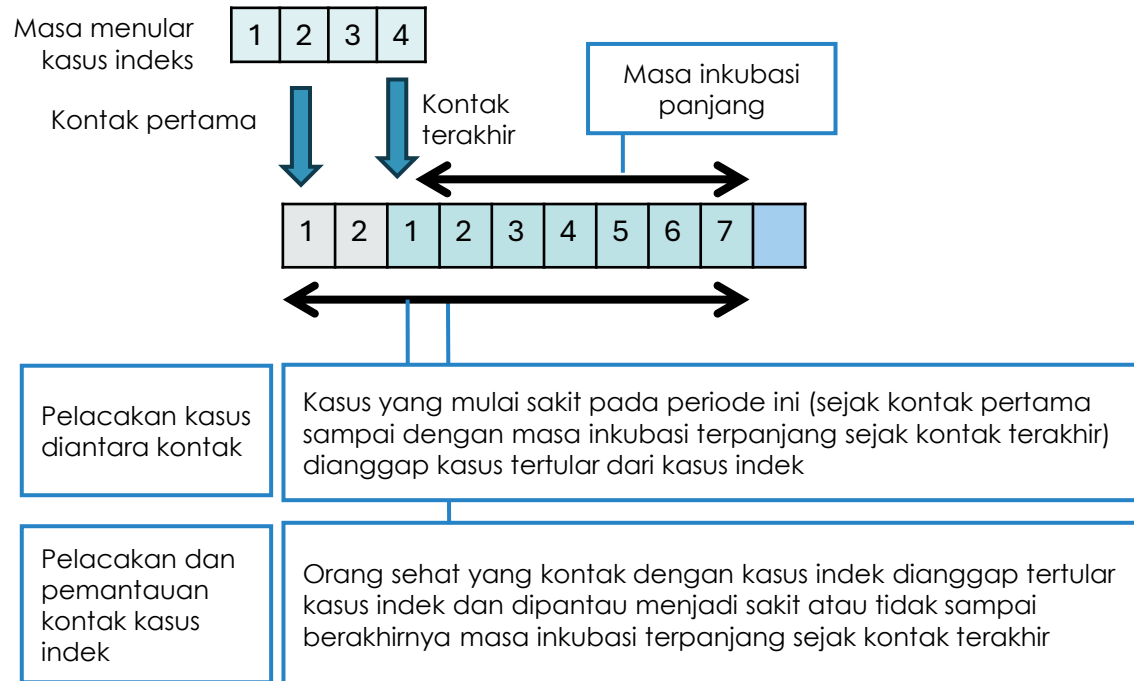 Masa menular
kasus indeks
1 2 3 4
Masa inkubasi
panjang
Kontak pertama
Kontak
terakhir
1 2 1 2 3 4 5 6 7
Pelacakan kasus
diantara kontak
Kasus yang mulai sakit pada periode ini (sejak kontak pertama
sampai dengan masa inkubasi terpanjang sejak kontak terakhir)
dianggap kasus tertular dari kasus indek
Pelacakan dan
pemantauan
kontak kasus
indek
Orang sehat yang kontak dengan kasus indek dianggap tertular
kasus indek dan dipantau menjadi sakit atau tidak sampai
berakhirnya masa inkubasi terpanjang sejak kontak terakhir